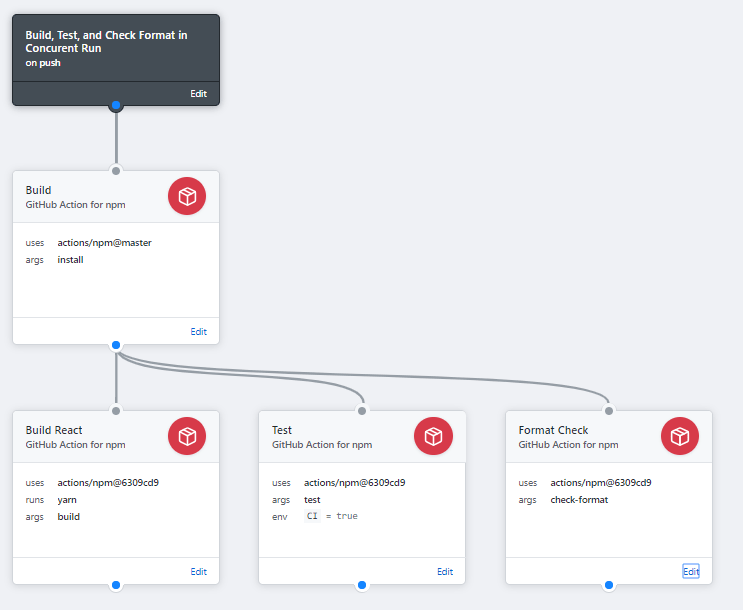 Build, Test, and Check Format in
Concurent Run
on push
Edit
Build
GitHub Action for npm
uses actions/npm@master
args install
Edit
Build React
GitHub Action for npm
uses actions/npm@6309cd9
runs yarn
args build
Edit
Test
GitHub Action for npm
uses actions/npm@6309cd9
args test
env CI = true
Edit
Format Check
GitHub Action for npm
uses actions/npm@6309cd9
args check-format
Edit